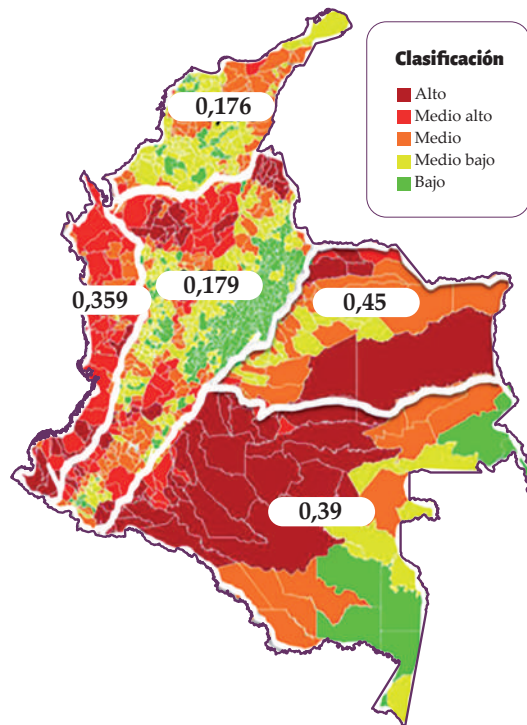 Clasificación
Alto
Medio alto
Medio
Medio bajo
Bajo
0,176
0,359
0,179
0,45
0,39